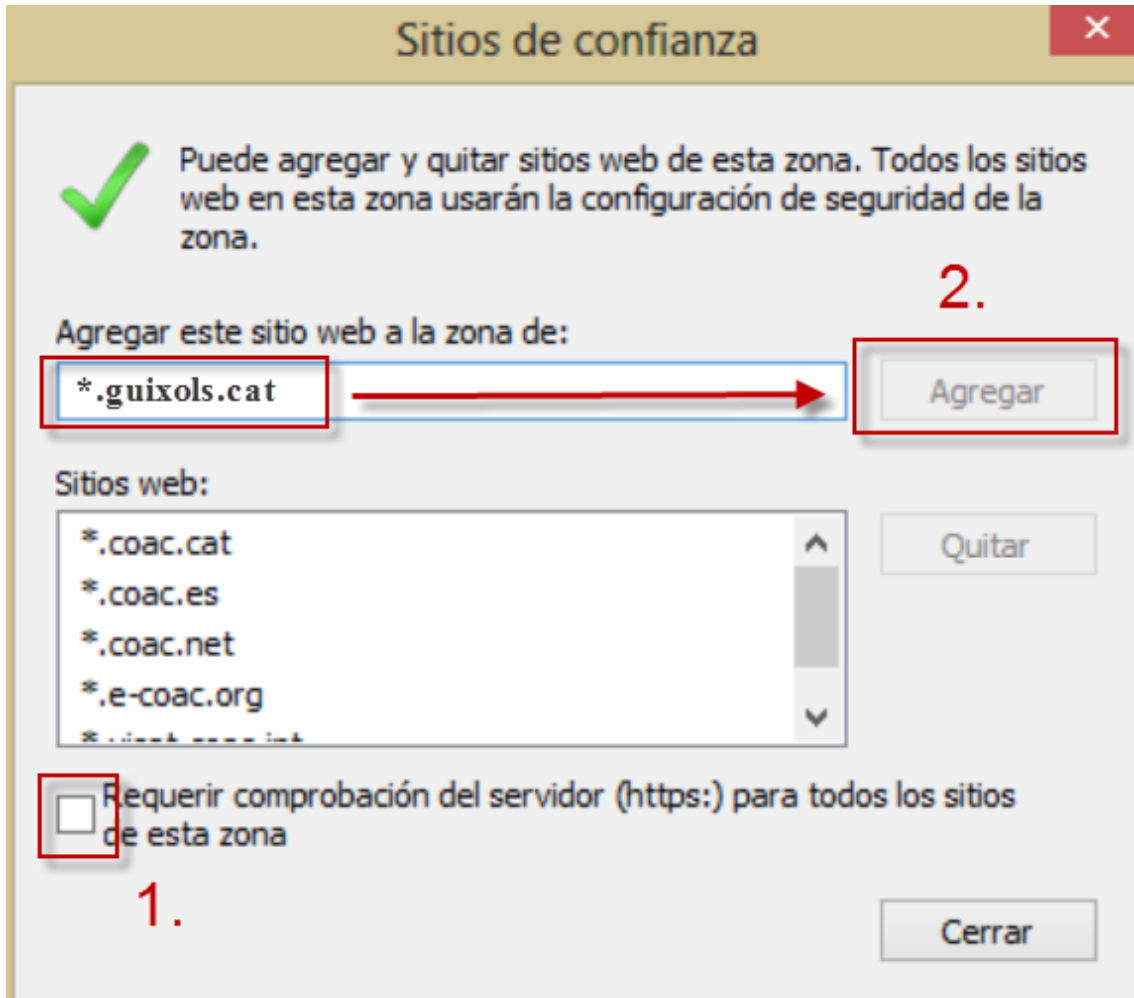 Sitios de confianza
Puede agregar y quitar sitios web de esta zona. Todos los sitios
web en esta zona usarán la configuración de seguridad de la
zona.
2.
Agregar este sitio web a la zona de:
*.guixols.cat
Agregar
Sitios web:
*.coac.cat
Quitar
*.coac.es
*.coac.net
*.e-coac.org
Requerir comprobación del servidor (https:) para todos los sitios
de esta zona
1.
Cerrar